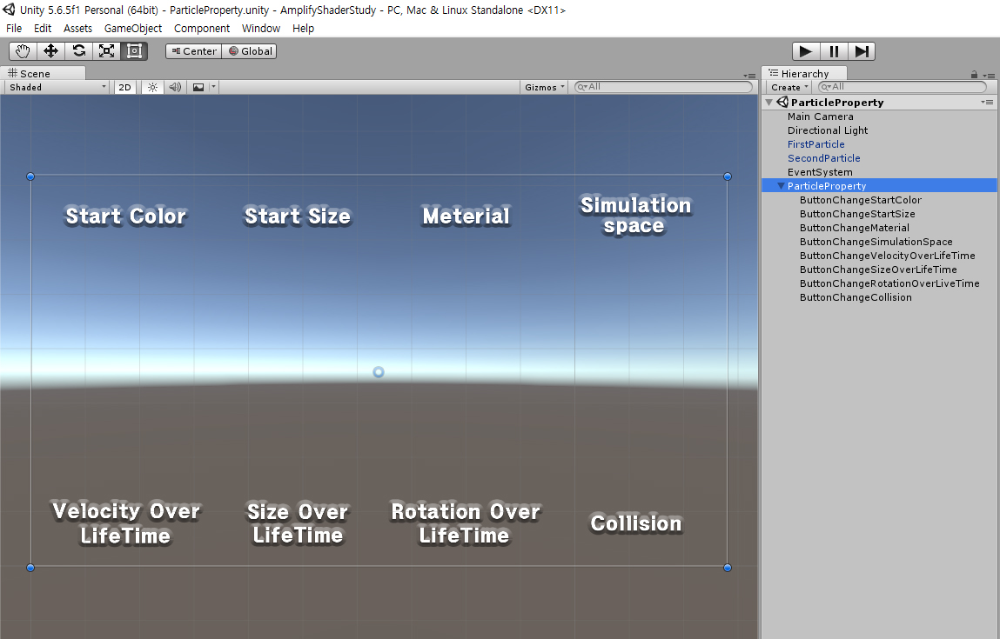 Unity 5.6.5f1 Personal (64bit) - ParticleProperty.unity - AmplifyShaderStudy - PC, Mac & Linux Standalone <DX11>
File Edit Assets GameObject Component Window Help
Center Global
Scene
Shaded 2D Gizmos All
Start Color Start Size Meterial Simulation
space
Velocity Over Size Over Rotation Over Collision
LifeTime LifeTime LifeTime
Hierarchy
Create All
ParticleProperty
Main Camera
Directional Light
FirstParticle
SecondParticle
EventSystem
ParticleProperty
ButtonChangeStartColor
ButtonChangeStartSize
ButtonChangeMaterial
ButtonChangeSimulationSpace
ButtonChangeVelocityOverLifeTime
ButtonChangeSizeOverLifeTime
ButtonChangeRotationOverLiveTime
ButtonChangeCollision